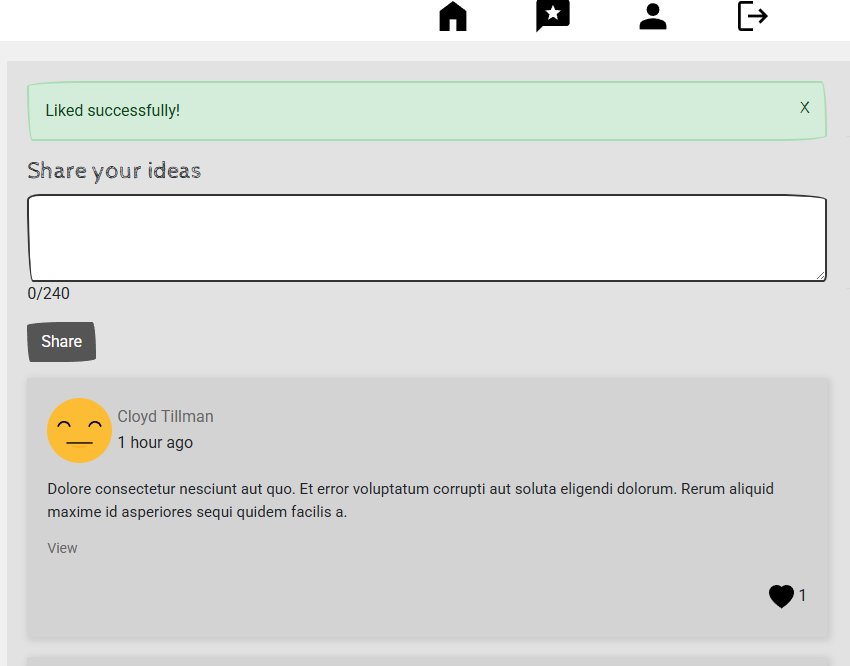 Liked successfully!
X
Share your ideas
0/240
Share
Cloyd Tillman
1 hour ago
Dolore consectetur nesciunt aut quo. Et error voluptatum corrupti aut soluta eligendi dolorum. Rerum aliquid
maxime id asperiores sequi quidem facilis a.
View
1